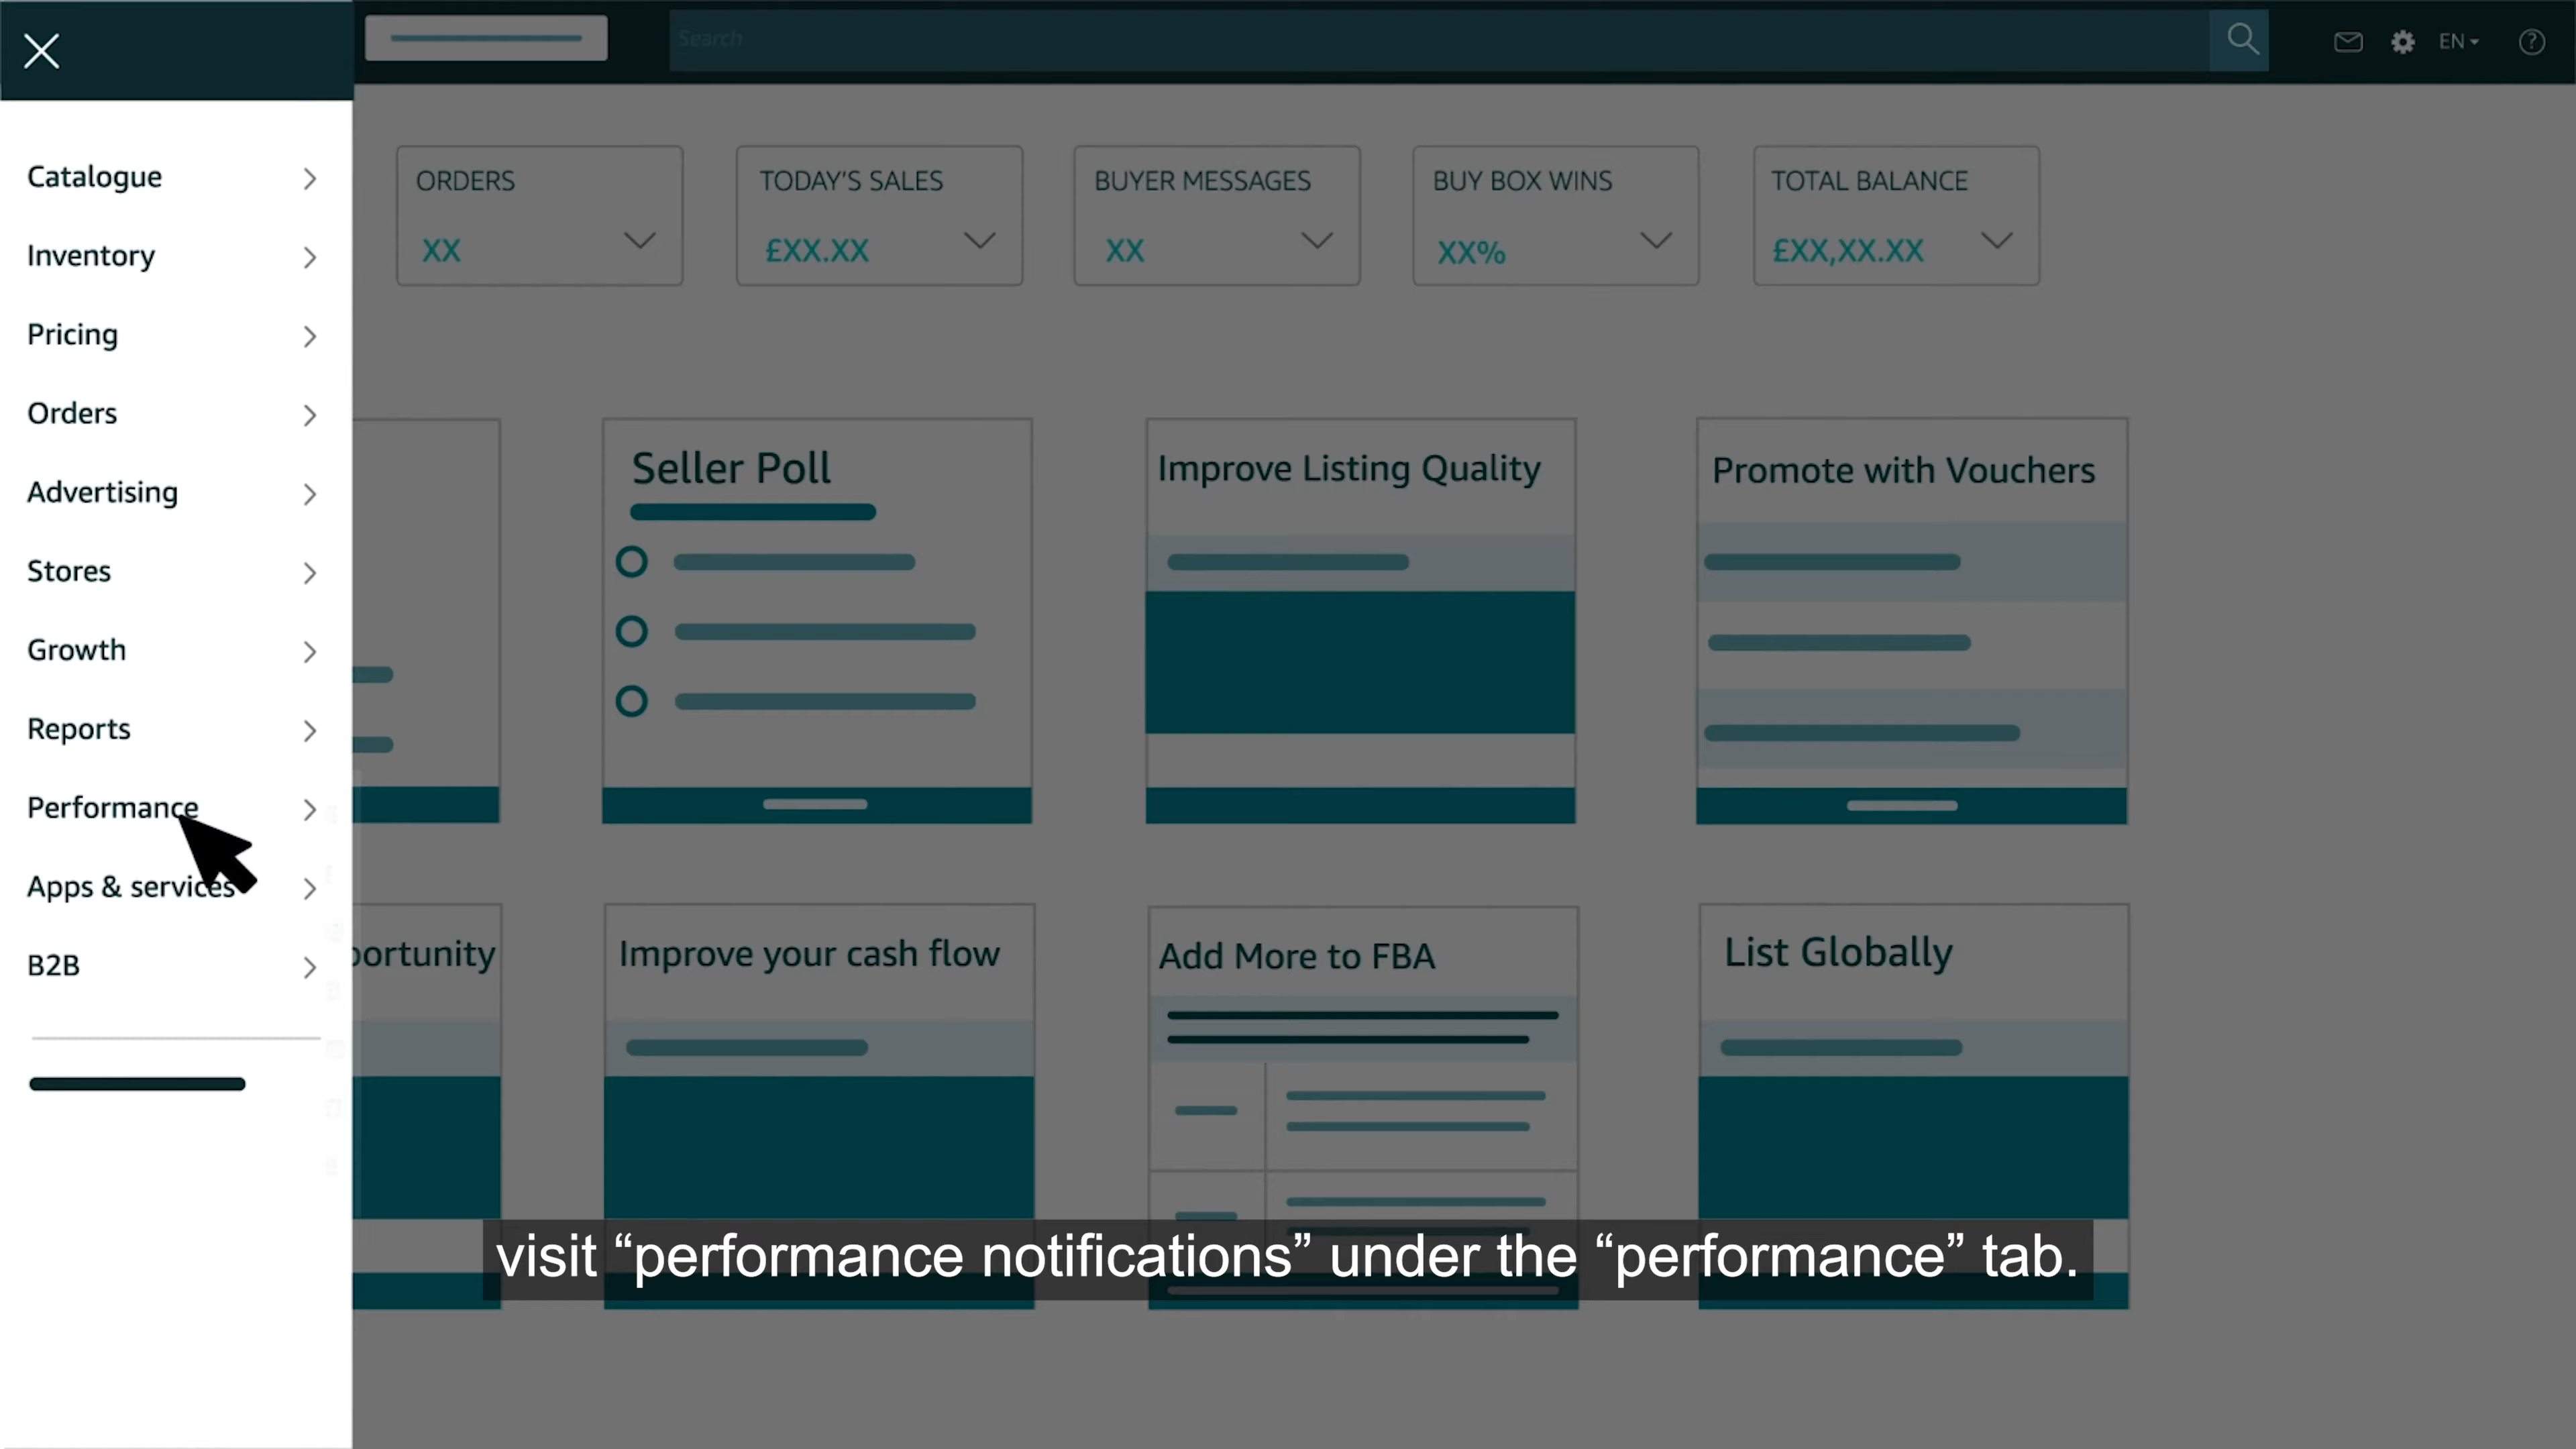 Search
EN
Catalogue
Inventory
Pricing
Orders
Advertising
Stores
Growth
Reports
Performance
Apps & services
B2B
ORDERS
XX
TODAY'S SALES
£XX.XX
BUYER MESSAGES
XX
BUY BOX WINS
XX%
TOTAL BALANCE
£XX,XX.XX
Seller Poll
Improve Listing Quality
Promote with Vouchers
portunity
Improve your cash flow
Add More to FBA
List Globally
visit “performance notifications” under the “performance” tab.